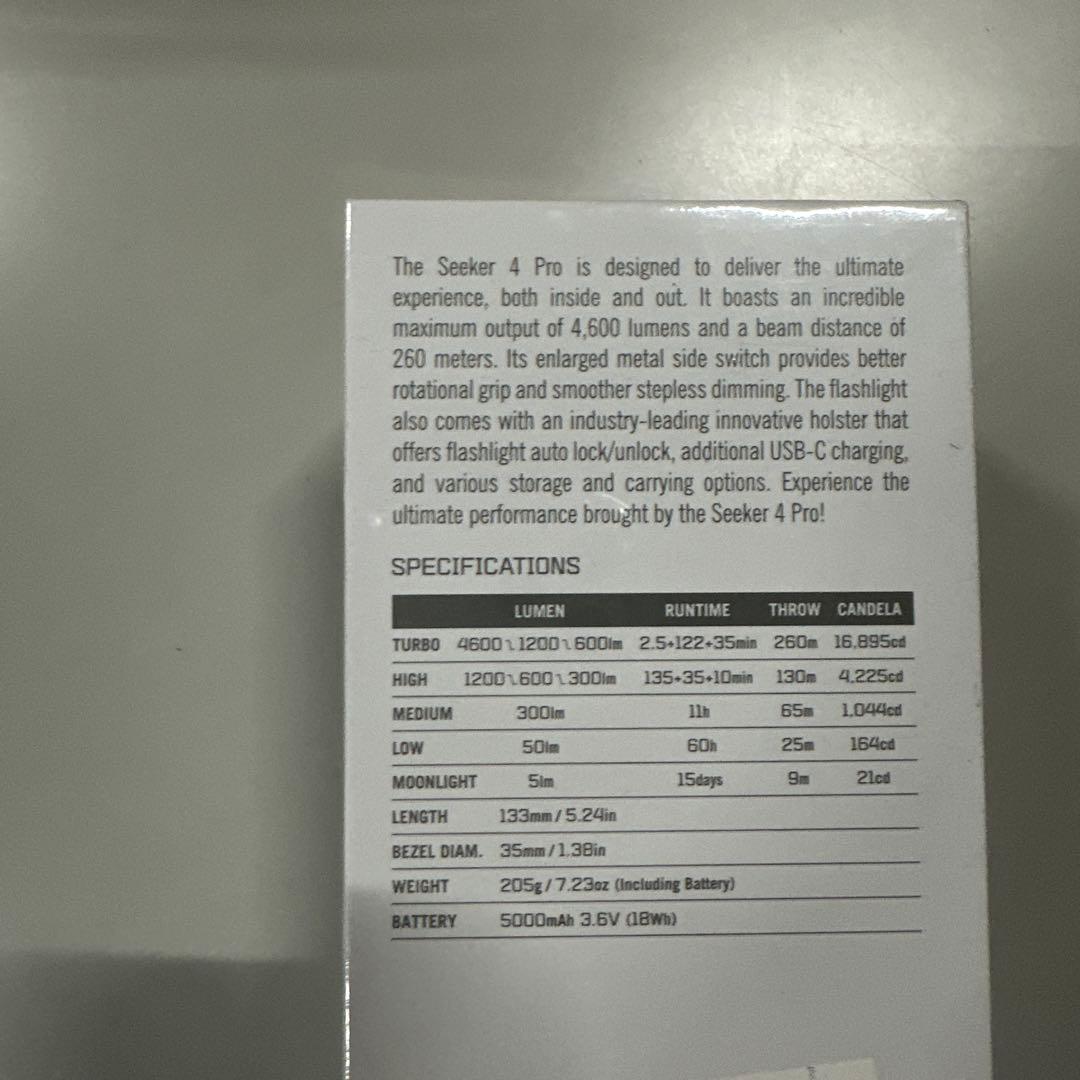 The Seeker 4 Pro is designed to deliver the ultimate
experience, both inside and out. It boasts an incredible
maximum output of 4,600 lumens and a beam distance of
260 meters. Its enlarged metal side switch provides better
rotational grip and smoother stepless dimming. The flashlight
also comes with an industry-leading innovative holster that
offers flashlight auto lock/unlock, additional USB-C charging,
and various storage and carrying options. Experience the
ultimate performance brought by the Seeker 4 Pro!
SPECIFICATIONS
LUMEN RUNTIME THROW CANDELA
TURBO 4600↘1200↘600lm 2.5+122+35min 260m 16,895cd
HIGH 1200↘600↘300lm 135+35+10min 130m 4,225cd
MEDIUM 300lm 11h 65m 1,044cd
LOW 50lm 60h 25m 164cd
MOONLIGHT 5lm 15days 9m 21cd
LENGTH 133mm / 5.24in
BEZEL DIAM. 35mm / 1.38in
WEIGHT 205g / 7.23oz (Including Battery)
BATTERY 5000mAh 3.6V (18Wh)